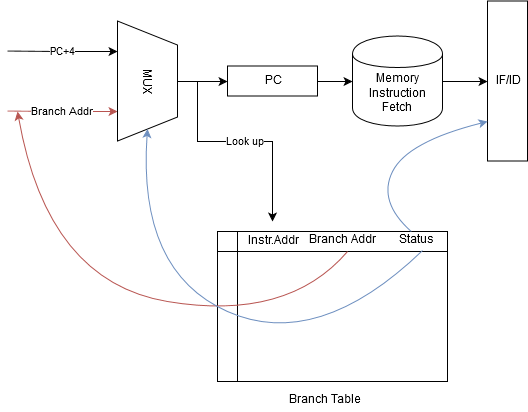 PC+4
MUX
PC
Memory
Instruction
Fetch
IF/ID
Branch Addr
Look up
Instr.Addr Branch Addr Status
Branch Table